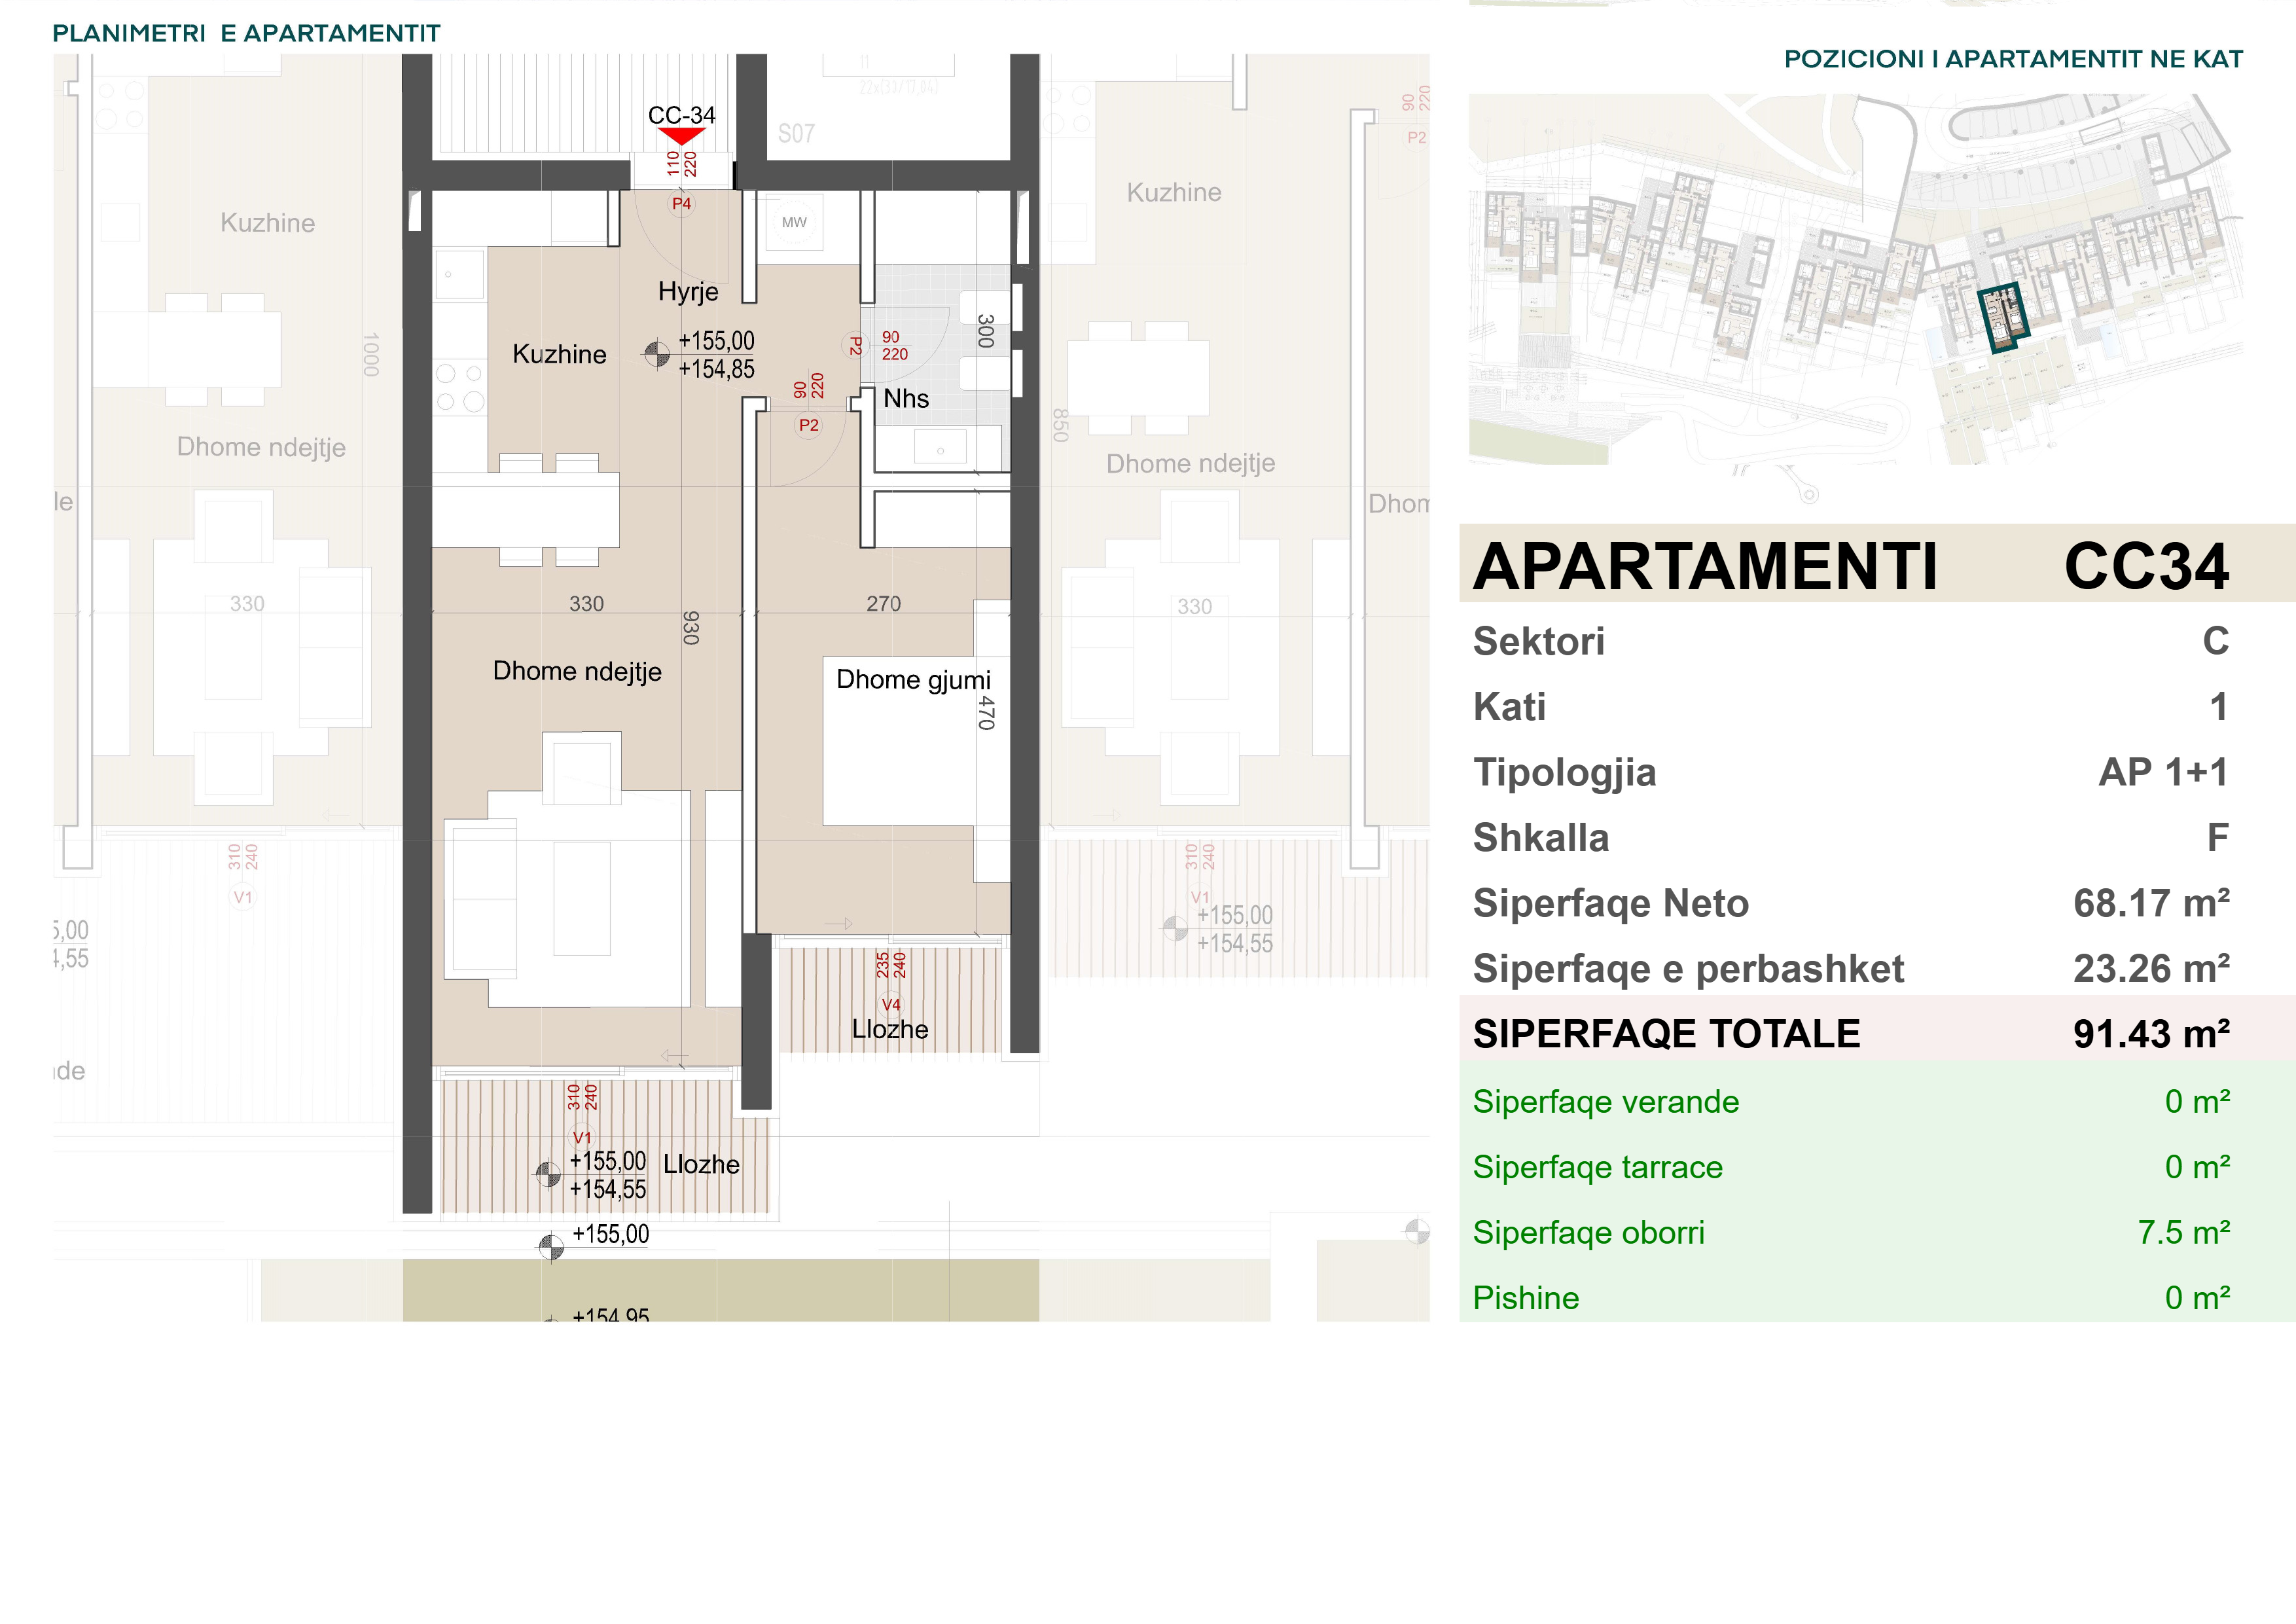 PLANIMETRI E APARTAMENTIT
POZICIONI I APARTAMENTIT NE KAT
11
22x(30/17,04)
CC-34
110
220
S07
90
220
P2
P4
MW
Kuzhine
Kuzhine
Hyrje
+155,00
+154,85
Kuzhine
P2
90
220
300
1000
90
220
Nhs
850
P2
Dhome ndejtje
Dhome ndejtje
330
330
270
330
930
Dhome ndejtje
Dhome gjumi
470
310
240
V1
310
240
V1
+155,00
+154,55
235
240
V4
Llozhe
310
240
V1
+155,00
+154,55
Llozhe
+155,00
+154,95
APARTAMENTI CC34
Sektori C
Kati 1
Tipologjia AP 1+1
Shkalla F
Siperfaqe Neto 68.17 m²
Siperfaqe e perbashket 23.26 m²
SIPERFAQE TOTALE 91.43 m²
Siperfaqe verande 0 m²
Siperfaqe tarrace 0 m²
Siperfaqe oborri 7.5 m²
Pishine 0 m²